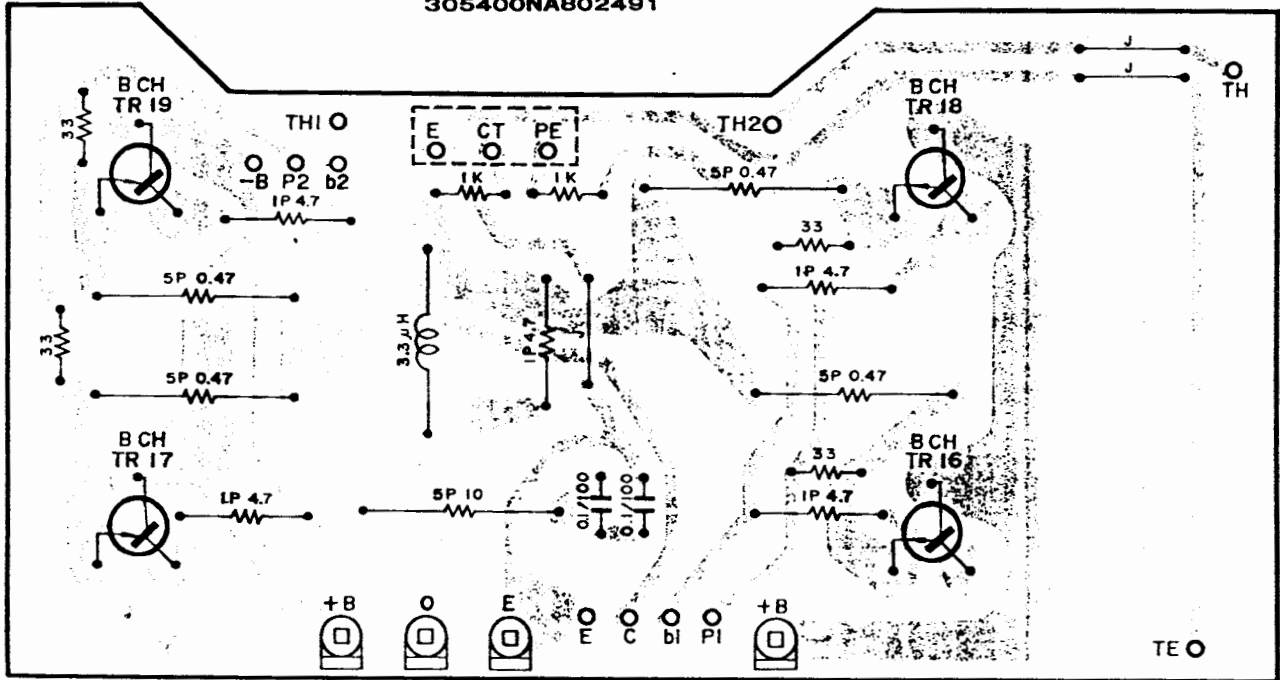 305400NA802491
J
J
TH
B CH
TR 19
33
TH1
E CT PE
TH2
B CH
TR 18
-B P2 b2
1K
1K
5P 0.47
1P 4.7
33
5P 0.47
1P 4.7
33
3.3μH
1P 4.7
5P 0.47
5P 0.47
B CH
TR 17
B CH
TR 16
33
1P 4.7
5P 10
0.1/100
0.1/100
1P 4.7
+B O E
E C b1 P1
+B
TE